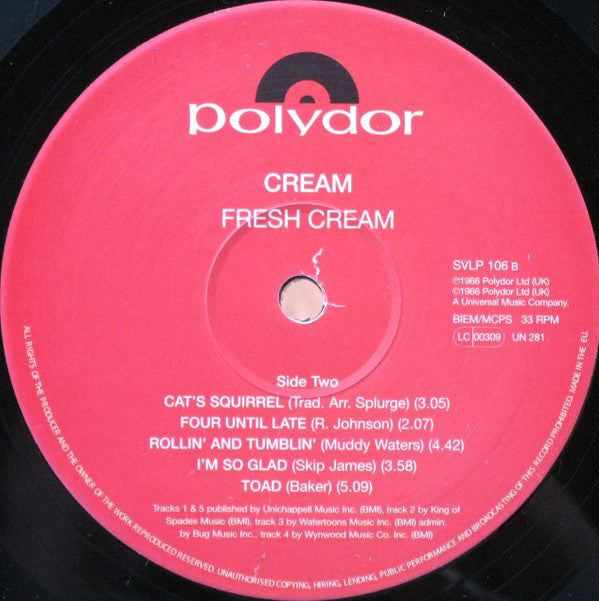 polydor
CREAM
FRESH CREAM
SVLP 106 B
℗1966 Polydor Ltd (UK)
©1966 Polydor Ltd (UK)
A Universal Music Company.
BIEM/MCPS 33 RPM
LC 00309 UN 281
Side Two
CAT'S SQUIRREL (Trad. Arr. Splurge) (3.05)
FOUR UNTIL LATE (R. Johnson) (2.07)
ROLLIN' AND TUMBLIN' (Muddy Waters) (4.42)
I'M SO GLAD (Skip James) (3.58)
TOAD (Baker) (5.09)
Tracks 1 & 5 published by Unichappell Music Inc. (BMI), track 2 by King of
Spades Music (BMI), track 3 by Watertoons Music Inc. (BMI) admin.
by Bug Music Inc., track 4 by Wynwood Music Co. Inc. (BMI)
ALL RIGHTS OF THE PRODUCER AND THE OWNER OF THE WORK REPRODUCED RESERVED. UNAUTHORISED COPYING, HIRING, LENDING, PUBLIC PERFORMANCE AND BROADCASTING OF THIS RECORD PROHIBITED. MADE IN THE EU.